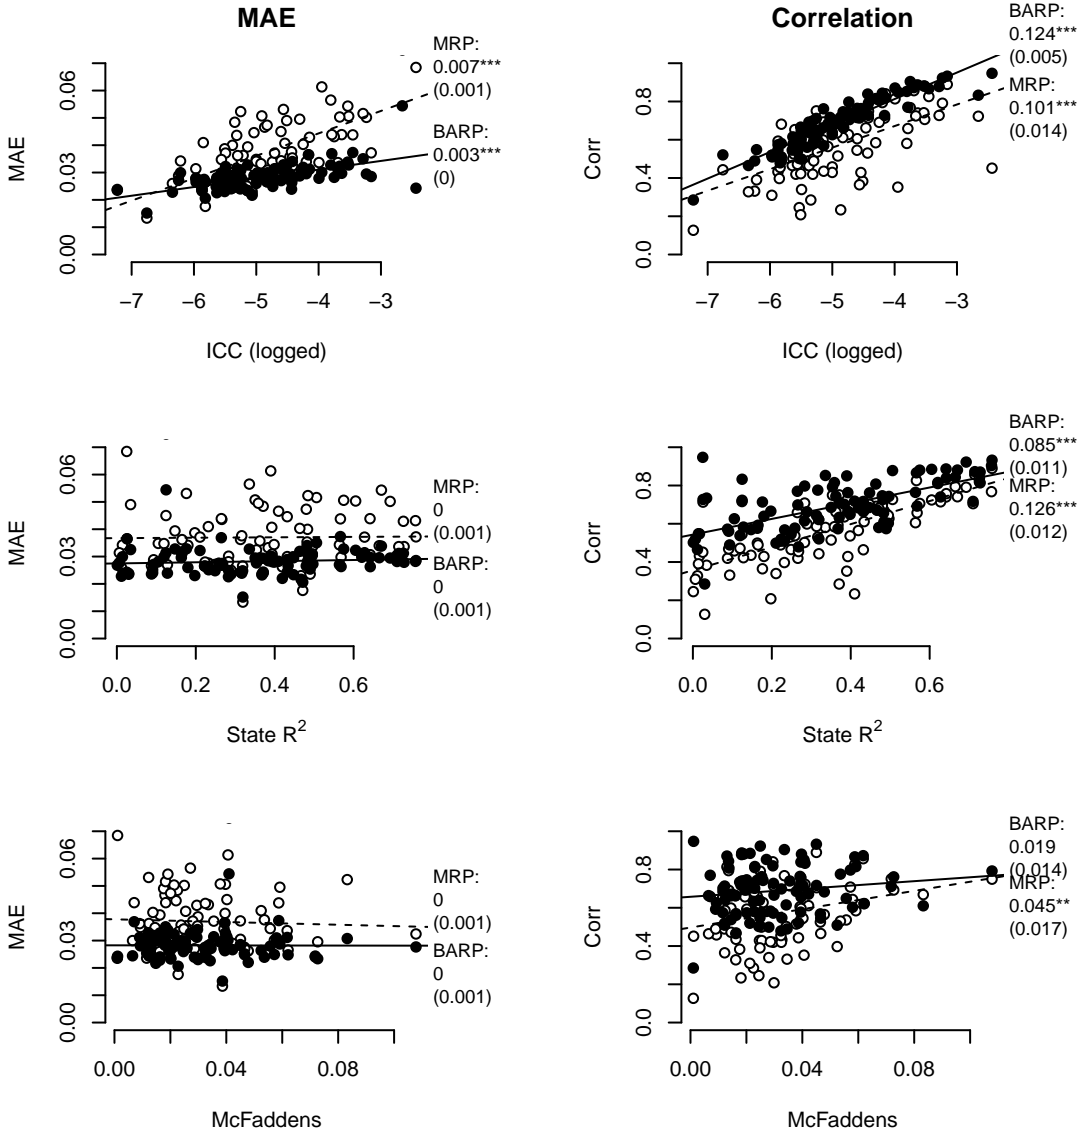 MAE
MRP:
0.007***
(0.001)
BARP:
0.003***
(0)
MAE
0.00
0.03
0.06
−7
−6
−5
−4
−3
ICC (logged)
Correlation
BARP:
0.124***
(0.005)
MRP:
0.101***
(0.014)
Corr
0.0
0.4
0.8
−7
−6
−5
−4
−3
ICC (logged)
MRP:
0
(0.001)
BARP:
0
(0.001)
MAE
0.00
0.03
0.06
0.0
0.2
0.4
0.6
State R²
BARP:
0.085***
(0.011)
MRP:
0.126***
(0.012)
Corr
0.0
0.4
0.8
0.0
0.2
0.4
0.6
State R²
MRP:
0
(0.001)
BARP:
0
(0.001)
MAE
0.00
0.03
0.06
0.00
0.04
0.08
McFaddens
BARP:
0.019
(0.014)
MRP:
0.045**
(0.017)
Corr
0.0
0.4
0.8
0.00
0.04
0.08
McFaddens